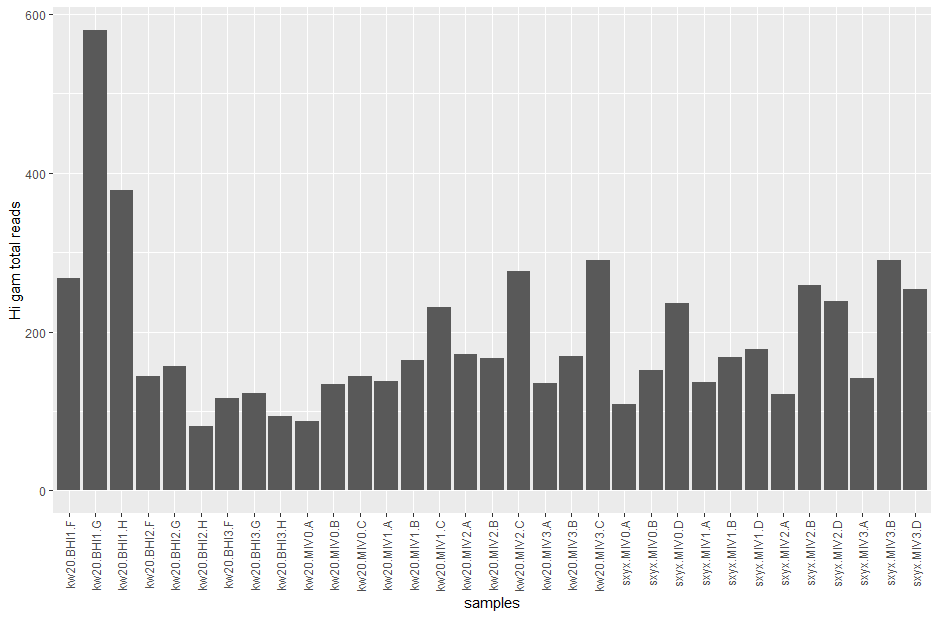 600
400
200
0
Hi gam total reads
kw20.BHI1.F
kw20.BHI1.G
kw20.BHI1.H
kw20.BHI2.F
kw20.BHI2.G
kw20.BHI2.H
kw20.BHI3.F
kw20.BHI3.G
kw20.BHI3.H
kw20.MIV0.A
kw20.MIV0.B
kw20.MIV0.C
kw20.MIV1.A
kw20.MIV1.B
kw20.MIV1.C
kw20.MIV2.A
kw20.MIV2.B
kw20.MIV2.C
kw20.MIV3.A
kw20.MIV3.B
kw20.MIV3.C
sxyx.MIV0.A
sxyx.MIV0.B
sxyx.MIV0.D
sxyx.MIV1.A
sxyx.MIV1.B
sxyx.MIV1.D
sxyx.MIV2.A
sxyx.MIV2.B
sxyx.MIV2.D
sxyx.MIV3.A
sxyx.MIV3.B
sxyx.MIV3.D
samples